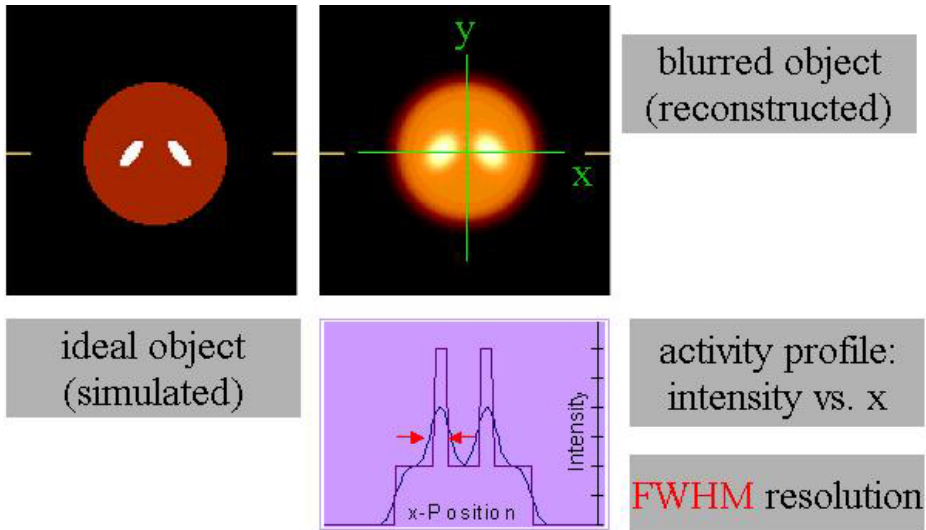 y
x
blurred object
(reconstructed)
ideal object
(simulated)
Intensity
x-Position
activity profile:
intensity vs. x
FWHM resolution